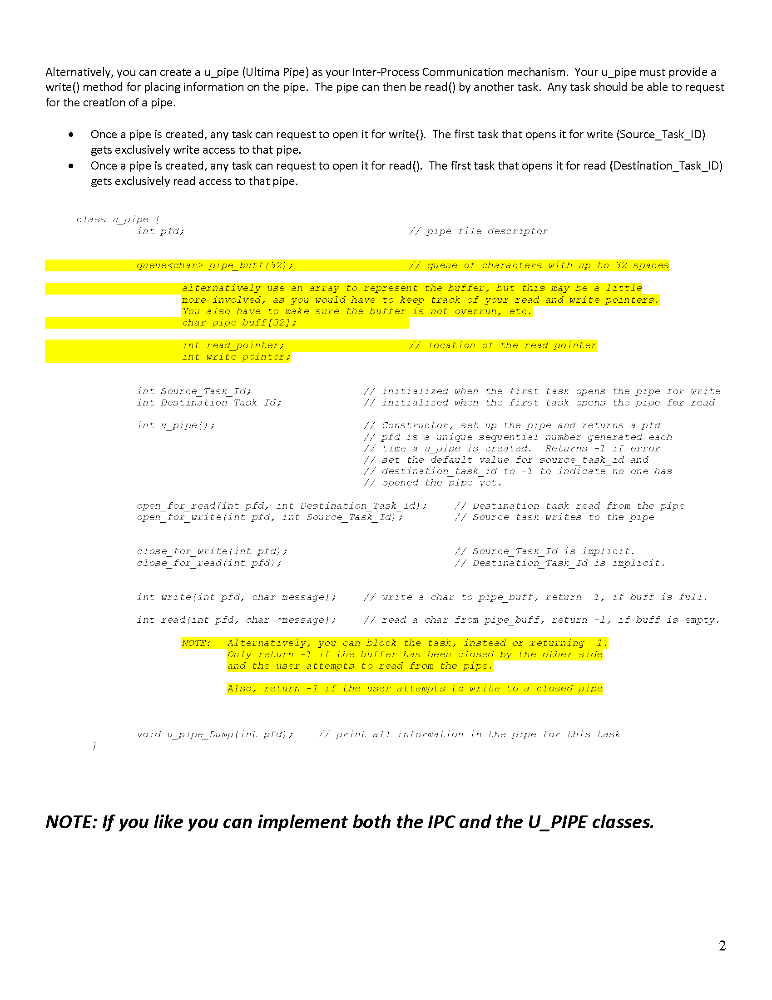 Alternatively, you can create a u_pipe (Ultima Pipe) as your Inter-Process Communication mechanism.  Your u_pipe must provide a
write() method for placing information on the pipe.  The pipe can then be read() by another task.  Any task should be able to request
for the creation of a pipe.
• Once a pipe is created, any task can request to open it for write().  The first task that opens it for write (Source_Task_ID)
gets exclusively write access to that pipe.
• Once a pipe is created, any task can request to open it for read().  The first task that opens it for read (Destination_Task_ID)
gets exclusively read access to that pipe.
class u_pipe {
int pfd; // pipe file descriptor
queue<char> pipe_buff(32); // queue of characters with up to 32 spaces
alternatively use an array to represent the buffer, but this may be a little
more involved, as you would have to keep track of your read and write pointers.
You also have to make sure the buffer is not overrun, etc.
char pipe_buff[32];
int read_pointer; // location of the read pointer
int write_pointer;
int Source_Task_Id; // initialized when the first task opens the pipe for write
int Destination_Task_Id; // initialized when the first task opens the pipe for read
int u_pipe(); // Constructor, set up the pipe and returns a pfd
// pfd is a unique sequential number generated each
// time a u_pipe is created.  Returns -1 if error
// set the default value for source_task_id and
// destination_task_id to -1 to indicate no one has
// opened the pipe yet.
open_for_read(int pfd, int Destination_Task_Id); // Destination task read from the pipe
open_for_write(int pfd, int Source_Task_Id); // Source task writes to the pipe
close_for_write(int pfd); // Source_Task_Id is implicit.
close_for_read(int pfd); // Destination_Task_Id is implicit.
int write(int pfd, char message); // write a char to pipe_buff, return -1, if buff is full.
int read(int pfd, char *message); // read a char from pipe_buff, return -1, if buff is empty.
NOTE: Alternatively, you can block the task, instead or returning -1.
Only return -1 if the buffer has been closed by the other side
and the user attempts to read from the pipe.
Also, return -1 if the user attempts to write to a closed pipe
void u_pipe_Dump(int pfd); // print all information in the pipe for this task
}
NOTE: If you like you can implement both the IPC and the U_PIPE classes.
2